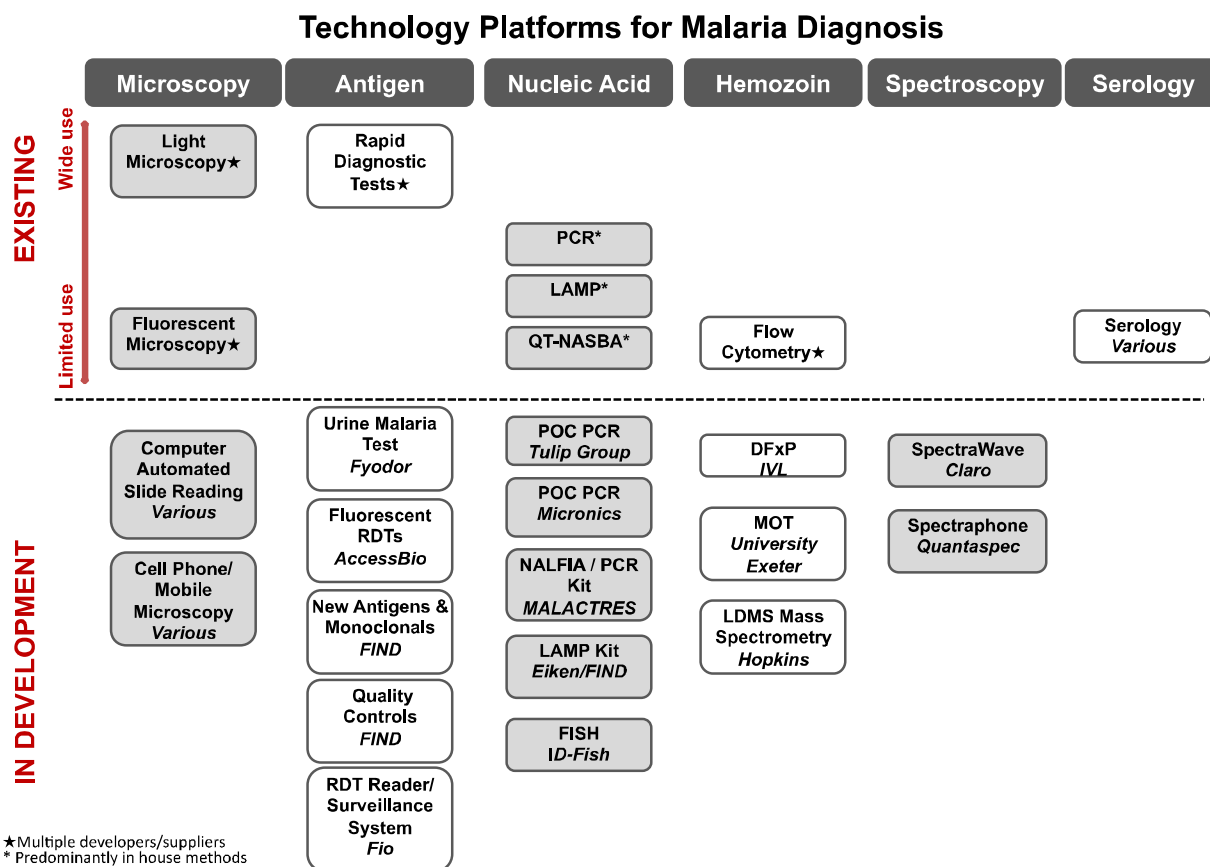 Technology Platforms for Malaria Diagnosis
Microscopy
Antigen
Nucleic Acid
Hemozoin
Spectroscopy
Serology
EXISTING
Wide use
Limited use
Light
Microscopy★
Fluorescent
Microscopy★
Rapid
Diagnostic
Tests★
PCR*
LAMP*
QT-NASBA*
Flow
Cytometry★
Serology
Various
IN DEVELOPMENT
Computer
Automated
Slide Reading
Various
Cell Phone/
Mobile
Microscopy
Various
Urine Malaria
Test
Fyodor
Fluorescent
RDTs
AccessBio
New Antigens &
Monoclonals
FIND
Quality
Controls
FIND
RDT Reader/
Surveillance
System
Fio
POC PCR
Tulip Group
POC PCR
Micronics
NALFIA / PCR
Kit
MALACTRES
LAMP Kit
Eiken/FIND
FISH
ID-Fish
DFxP
IVL
MOT
University
Exeter
LDMS Mass
Spectrometry
Hopkins
SpectraWave
Claro
Spectraphone
Quantaspec
★Multiple developers/suppliers
* Predominantly in house methods